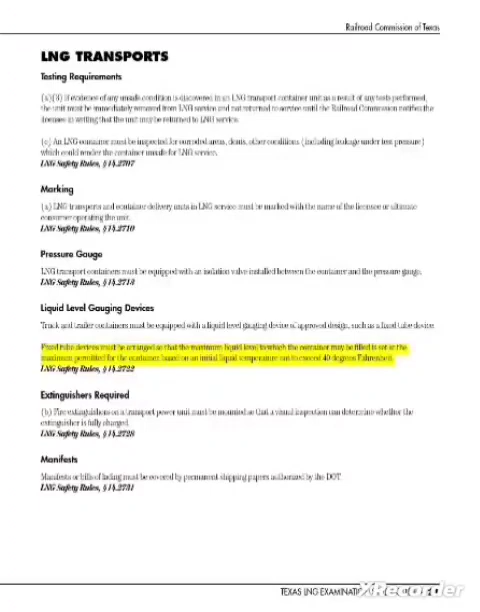 Railroad Commission of Texas
LNG TRANSPORTS
Testing Requirements
(a)(3) If evidence of any unsafe condition is discovered in an LNG transport container unit as a result of any tests performed,
the unit must be immediately removed from LNG service and not returned to service until the Railroad Commission notifies the
licensee in writing that the unit may be returned to LNG service.
(c) An LNG container must be inspected for corroded areas, dents, other conditions (including leakage under test pressure)
which could render the container unsafe for LNG service.
LNG Safety Rules, §14.2707
Marking
(a) LNG transports and container delivery units in LNG service must be marked with the name of the licensee or ultimate
consumer operating the unit.
LNG Safety Rules, §14.2710
Pressure Gauge
LNG transport containers must be equipped with an isolation valve installed between the container and the pressure gauge.
LNG Safety Rules, §14.2713
Liquid Level Gauging Devices
Truck and trailer containers must be equipped with a liquid level gauging device of approved design, such as a fixed tube device.
Fixed tube devices must be arranged so that the maximum liquid level to which the container may be filled is set at the
maximum permitted for the container based on an initial liquid temperature not to exceed 40 degrees Fahrenheit.
LNG Safety Rules, §14.2722
Extinguishers Required
(b) Fire extinguishers on a transport power unit must be mounted so that a visual inspection can determine whether the
extinguisher is fully charged.
LNG Safety Rules, §14.2728
Manifests
Manifests or bills of lading must be covered by permanent shipping papers authorized by the DOT
LNG Safety Rules, §14.2731
TEXAS LNG EXAMINATION
XRecorder